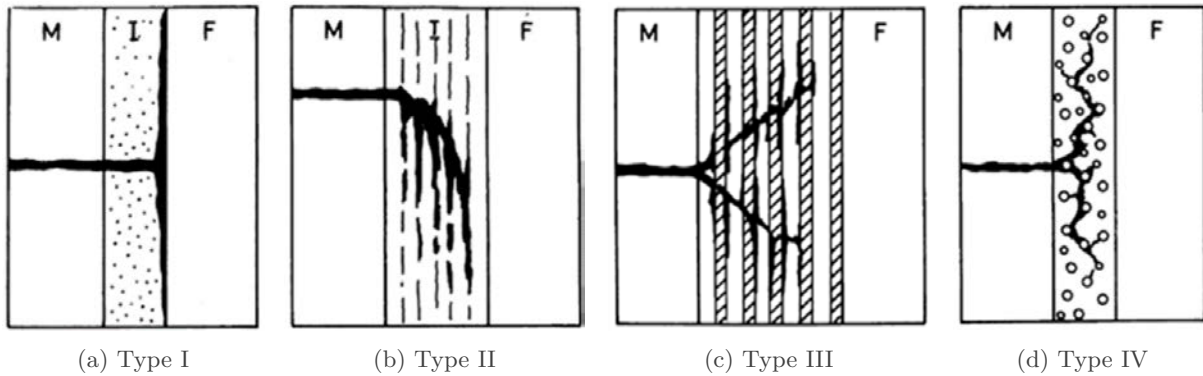 M I F
M I F
M F
M F
(a) Type I
(b) Type II
(c) Type III
(d) Type IV